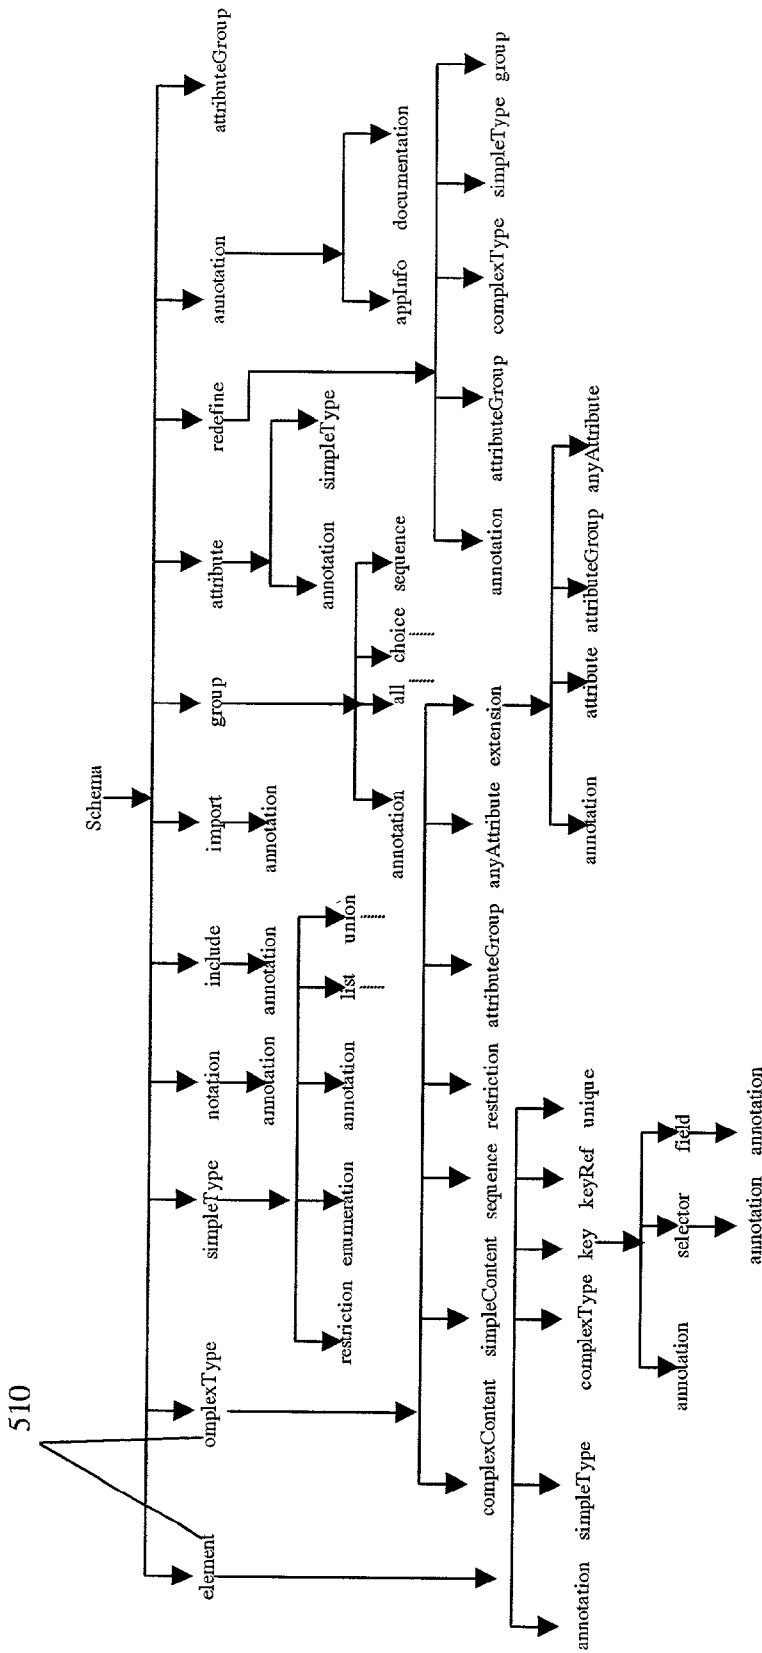 510
Schema
element omplexType simpleType notation include import group attribute redefine annotation attributeGroup
annotation annotation annotation
annotation simpleType
restriction enumeration annotation list union
annotation all choice sequence
appInfo documentation
complexContent simpleContent sequence restriction attributeGroup anyAttribute extension
annotation attributeGroup complexType simpleType group
annotation simpleType complexType key keyRef unique
annotation attribute attributeGroup anyAttribute
annotation selector field
annotation annotation